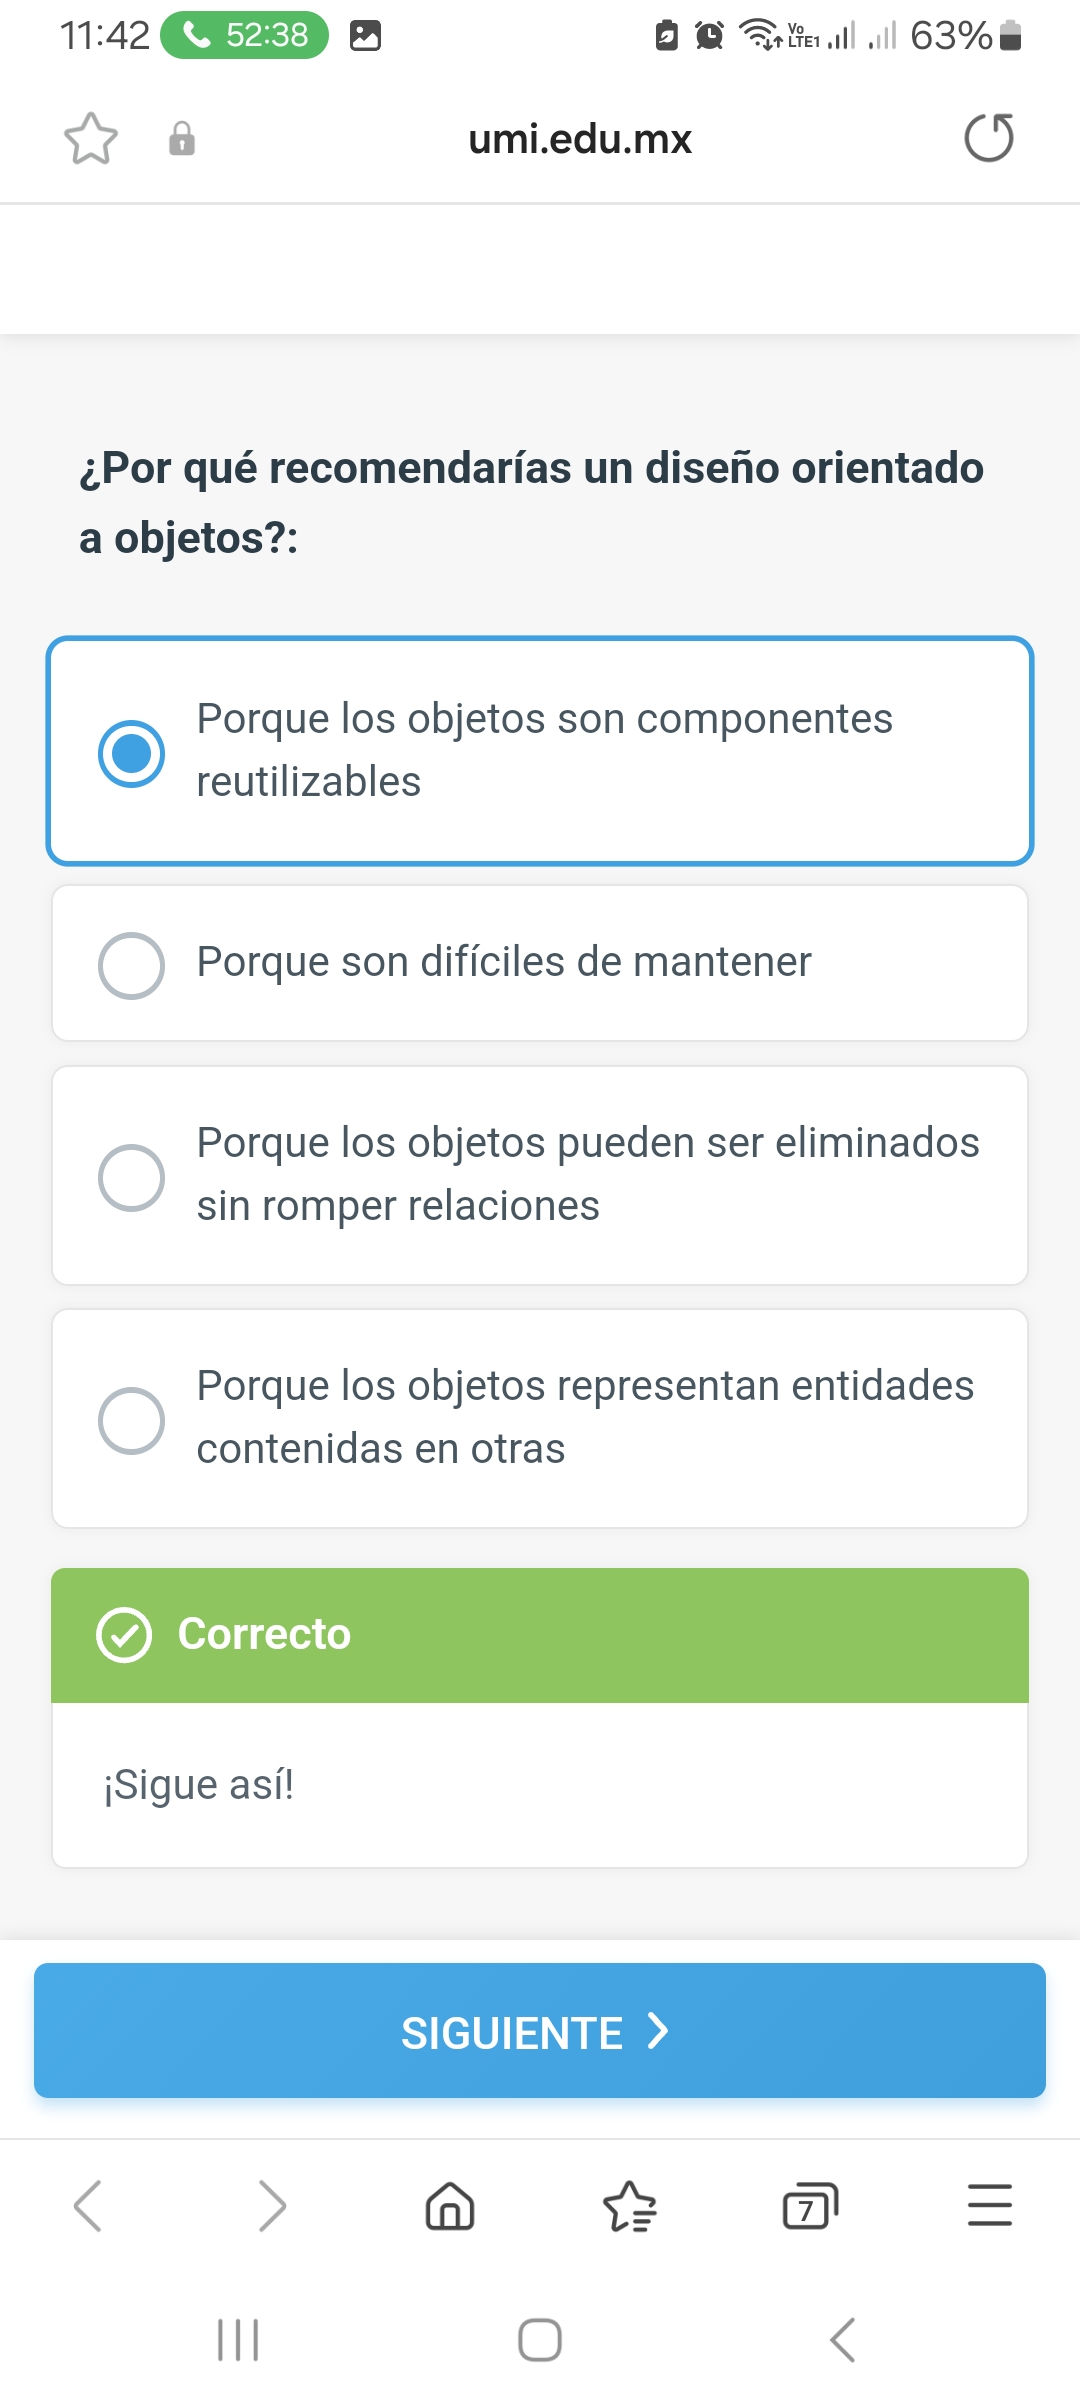 11:42 52:38 Vo LTE1 63%
umi.edu.mx
¿Por qué recomendarías un diseño orientado
a objetos?:
Porque los objetos son componentes
reutilizables
Porque son difíciles de mantener
Porque los objetos pueden ser eliminados
sin romper relaciones
Porque los objetos representan entidades
contenidas en otras
Correcto
¡Sigue así!
SIGUIENTE
7